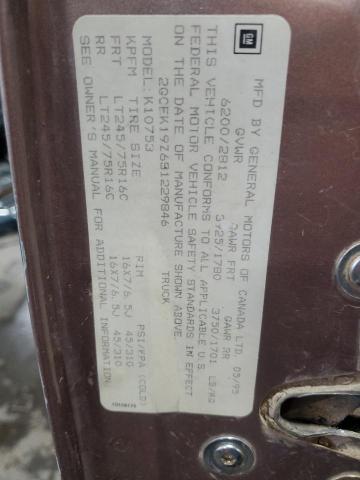 GM
MFD BY GENERAL MOTORS OF CANADA LTD. 05/95
GVWR GAWR FRT GAWR RR
6200/2812 3925/1780 3750/1701 LB/KG
THIS VEHICLE CONFORMS TO ALL APPLICABLE U.S.
FEDERAL MOTOR VEHICLE SAFETY STANDARDS IN EFFECT
ON THE DATE OF MANUFACTURE SHOWN ABOVE
2GCEK19Z6S1229846 TRUCK
MODEL:K10753
KPFM TIRE SIZE RIM PSI/KPA (COLD)
FRT LT245/75R16C 16X7/6.5J 45/310
RR LT245/75R16C 16X7/6.5J 45/310
SEE OWNER'S MANUAL FOR ADDITIONAL INFORMATION